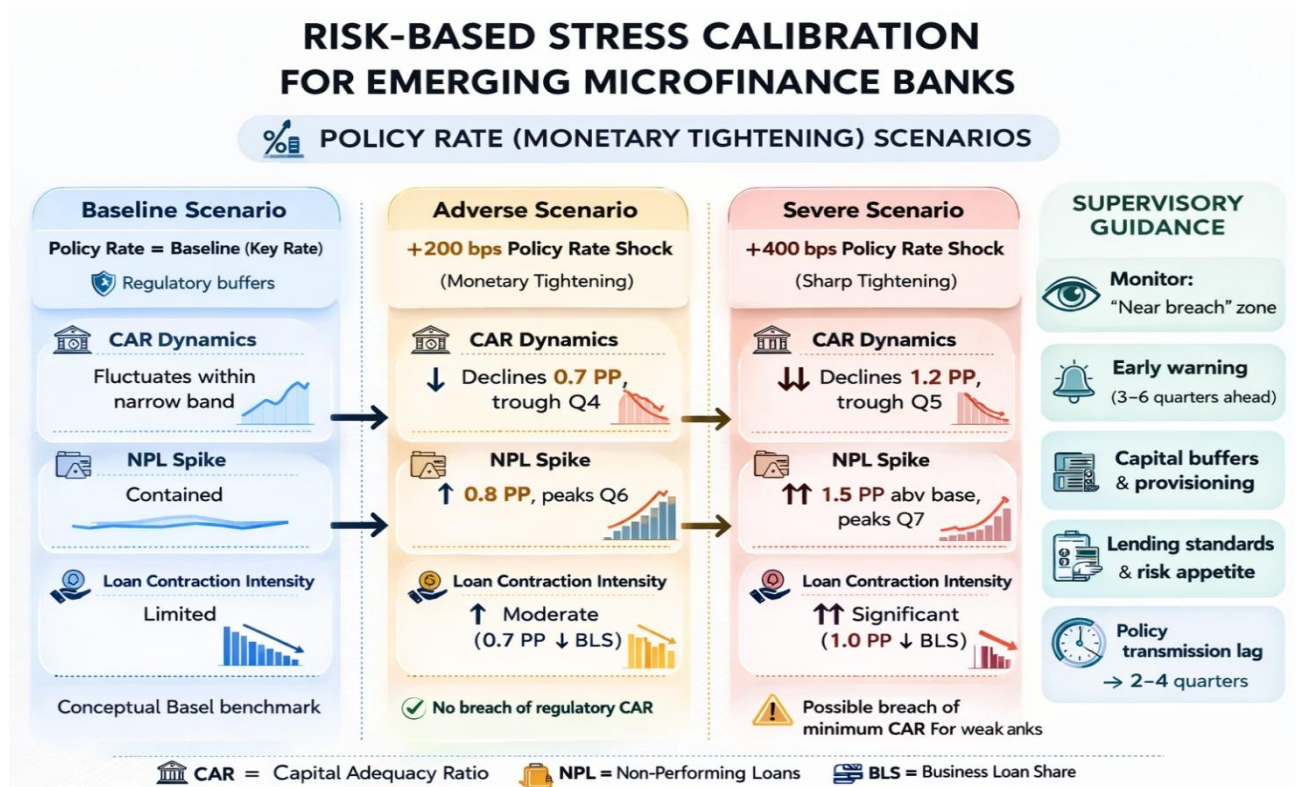 RISK-BASED STRESS CALIBRATION
FOR EMERGING MICROFINANCE BANKS
POLICY RATE (MONETARY TIGHTENING) SCENARIOS
Baseline Scenario
Policy Rate = Baseline (Key Rate)
Regulatory buffers
CAR Dynamics
Fluctuates within
narrow band
NPL Spike
Contained
Loan Contraction Intensity
Limited
Conceptual Basel benchmark
Adverse Scenario
+200 bps Policy Rate Shock
(Monetary Tightening)
CAR Dynamics
↓ Declines 0.7 PP,
trough Q4
NPL Spike
↑ 0.8 PP, peaks Q6
Loan Contraction Intensity
↑ Moderate
(0.7 PP ↓ BLS)
No breach of regulatory CAR
Severe Scenario
+400 bps Policy Rate Shock
(Sharp Tightening)
CAR Dynamics
↓↓ Declines 1.2 PP,
trough Q5
NPL Spike
↑↑ 1.5 PP abv base,
peaks Q7
Loan Contraction Intensity
↑↑ Significant
(1.0 PP ↓ BLS)
Possible breach of
minimum CAR For weak anks
SUPERVISORY
GUIDANCE
Monitor:
“Near breach” zone
Early warning
(3–6 quarters ahead)
Capital buffers
& provisioning
Lending standards
& risk appetite
Policy
transmission lag
→ 2–4 quarters
CAR = Capital Adequacy Ratio
NPL = Non-Performing Loans
BLS = Business Loan Share